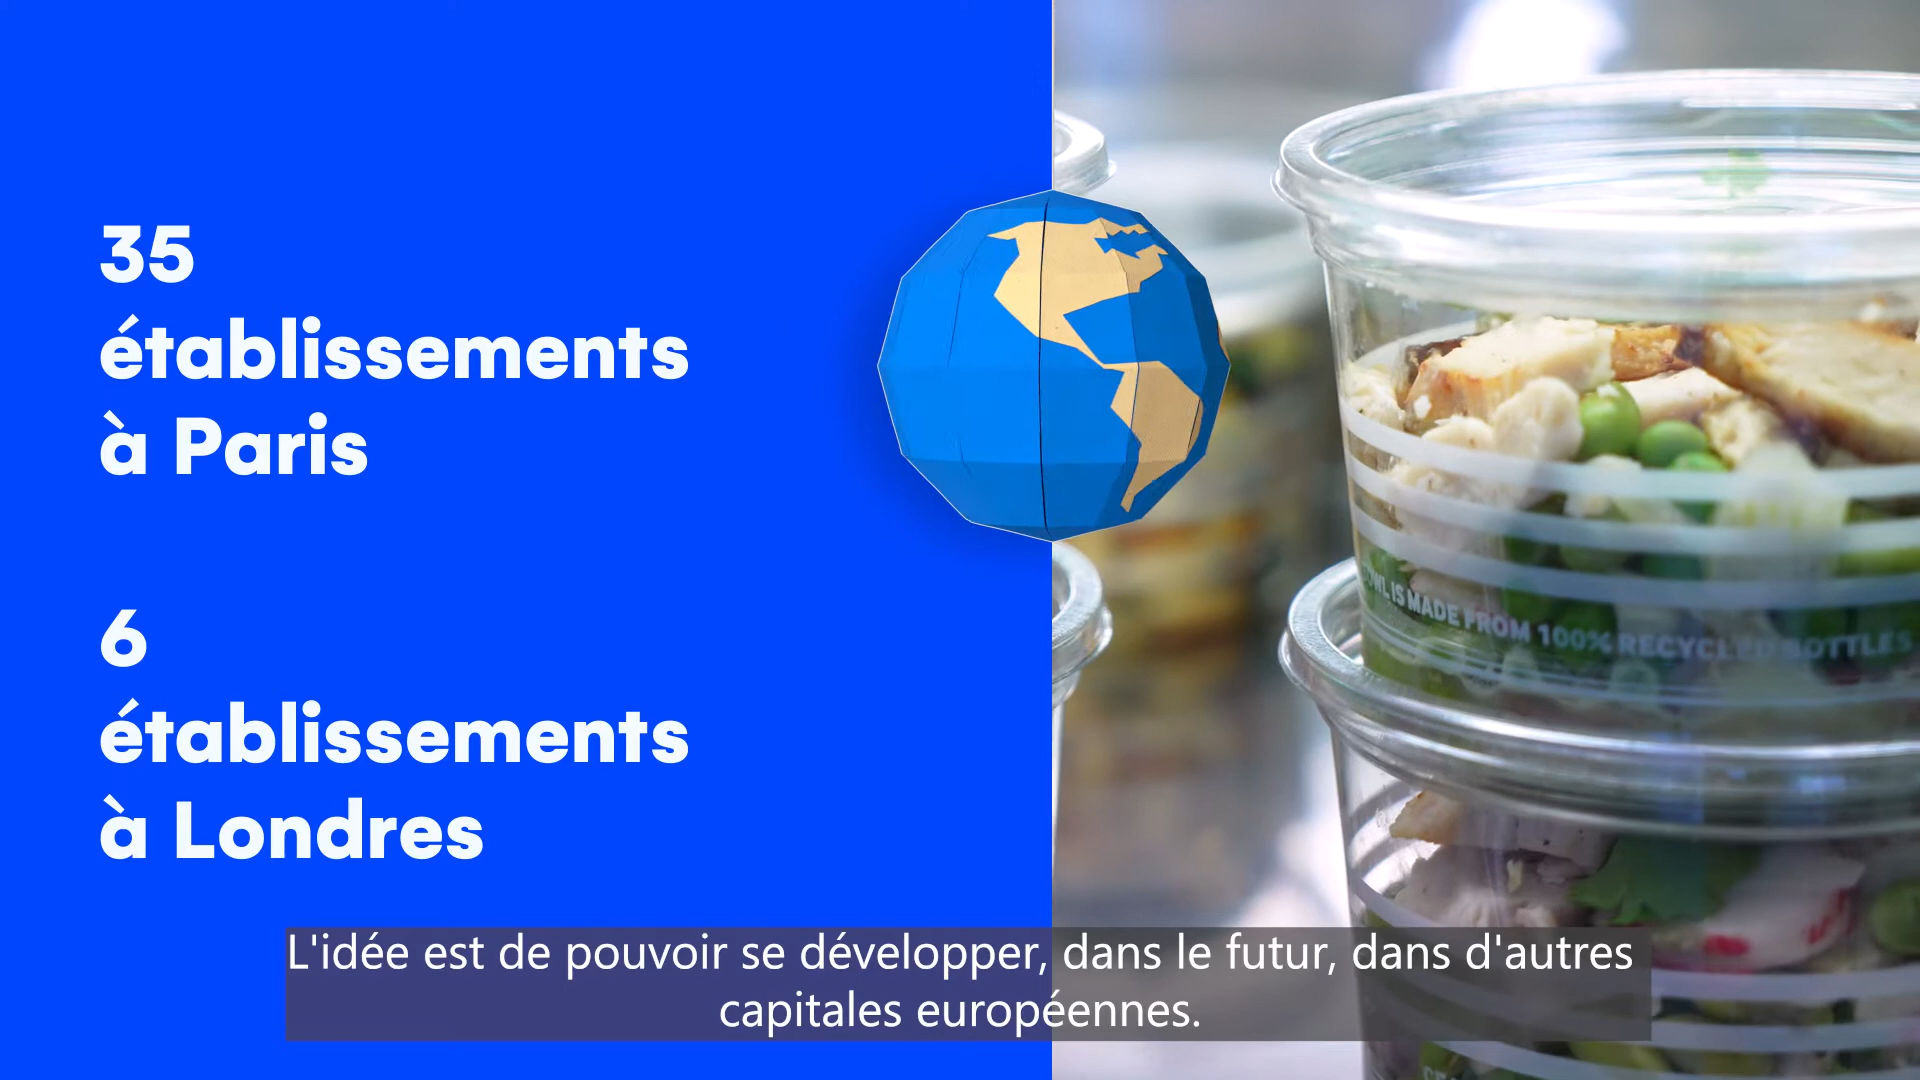 35
établissements
à Paris
6
établissements
à Londres
IS MADE FROM 100% RECYCLED BOTTLES
L'idée est de pouvoir se développer, dans le futur, dans d'autres
capitales européennes.